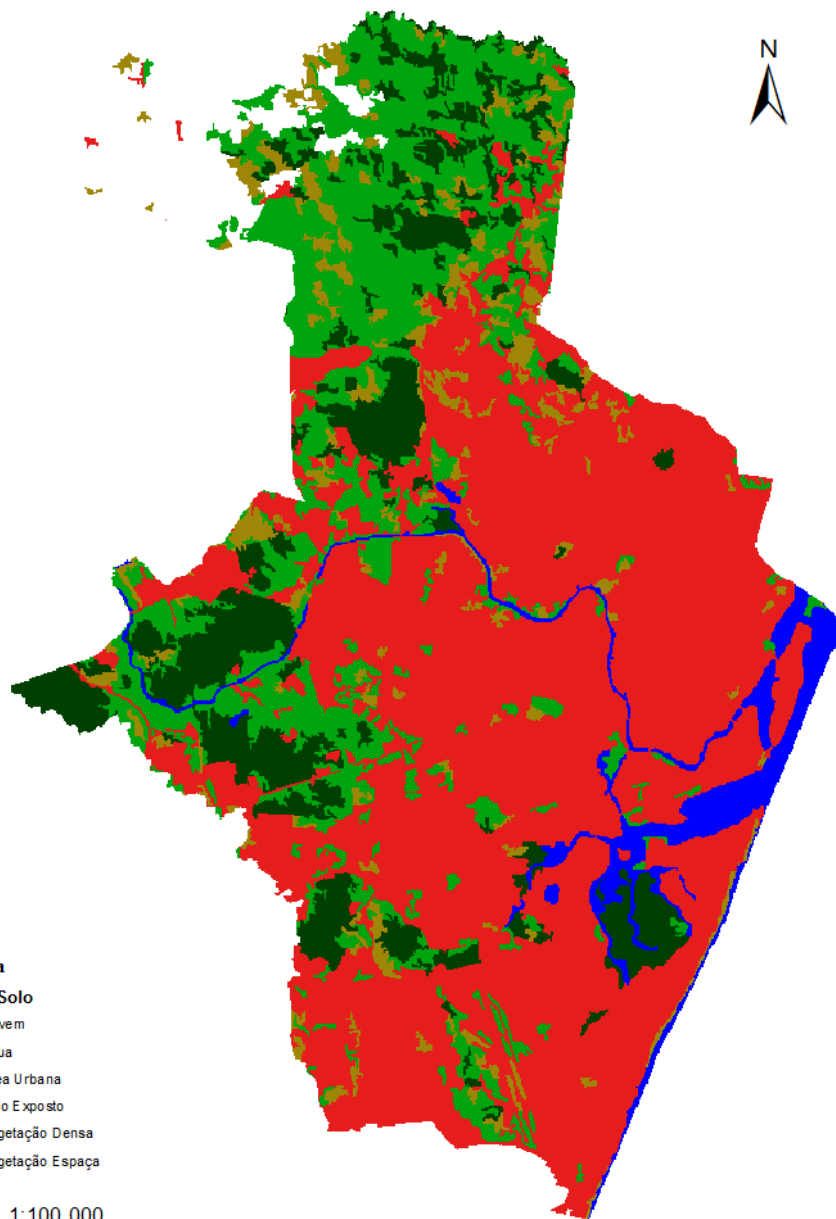 N
a
Solo
vem
ua
ea Urbana
o Exposto
getação Densa
getação Espaça
1:100.000